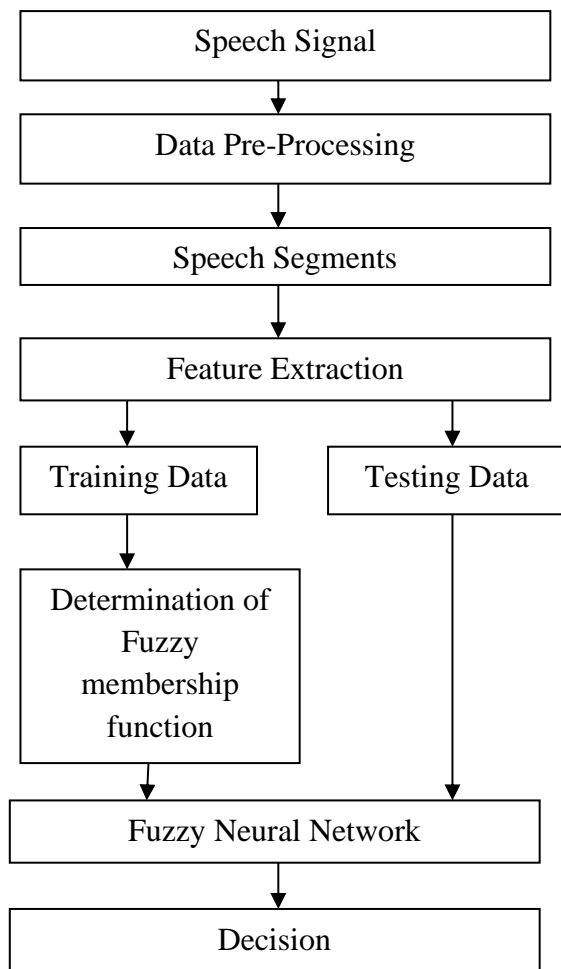 Speech Signal
Data Pre-Processing
Speech Segments
Feature Extraction
Training Data
Testing Data
Determination of
Fuzzy
membership
function
Fuzzy Neural Network
Decision